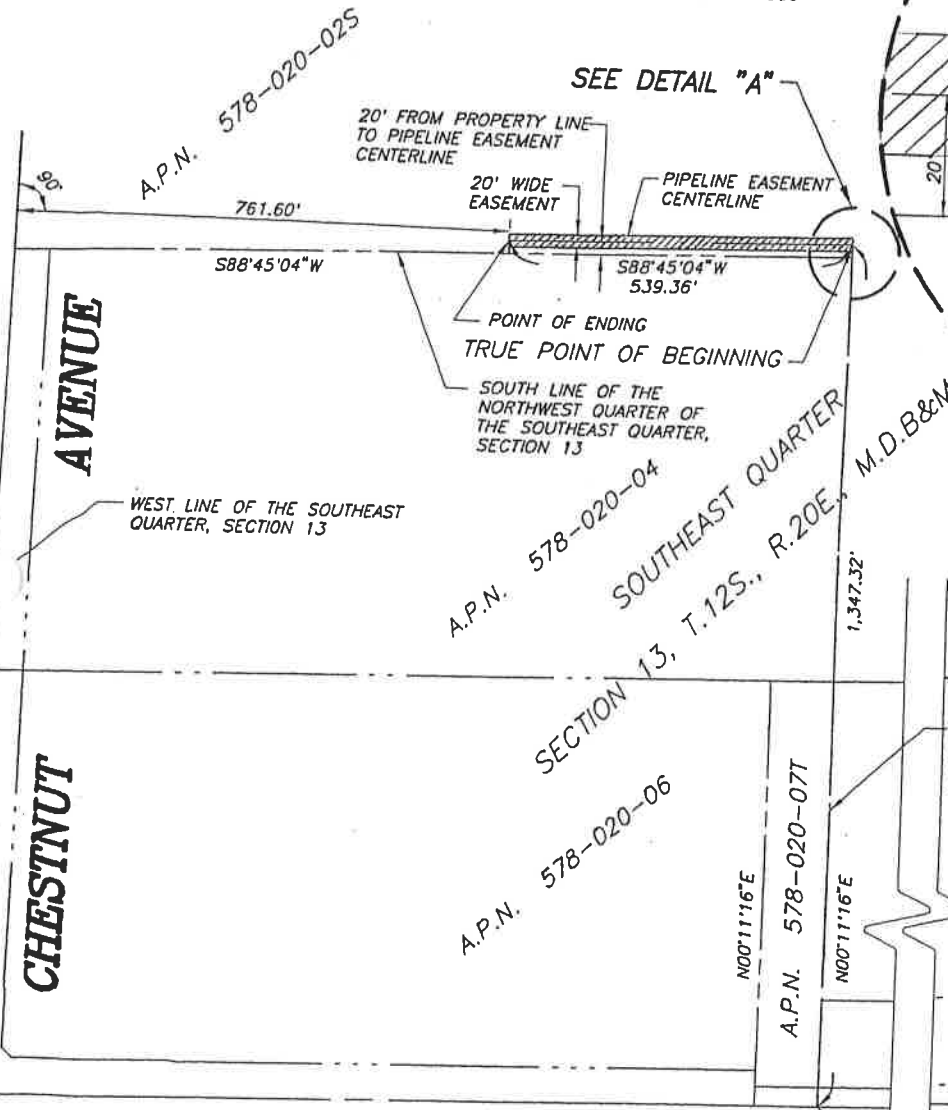 A.P.N. 578-020-02S
SEE DETAIL "A"
20' FROM PROPERTY LINE
TO PIPELINE EASEMENT
CENTERLINE
20' WIDE
EASEMENT
PIPELINE EASEMENT
CENTERLINE
20'
90°
761.60'
S88°45'04"W
S88°45'04"W
539.36'
POINT OF ENDING
TRUE POINT OF BEGINNING
SOUTH LINE OF THE
NORTHWEST QUARTER OF
THE SOUTHEAST QUARTER,
SECTION 13
AVENUE
WEST LINE OF THE SOUTHEAST
QUARTER, SECTION 13
A.P.N. 578-020-04
SOUTHEAST QUARTER
SECTION 13, T.12S., R.20E., M.D.B&M
1,347.32'
CHESTNUT
A.P.N. 578-020-06
N00°11'16"E
A.P.N. 578-020-07T
N00°11'16"E